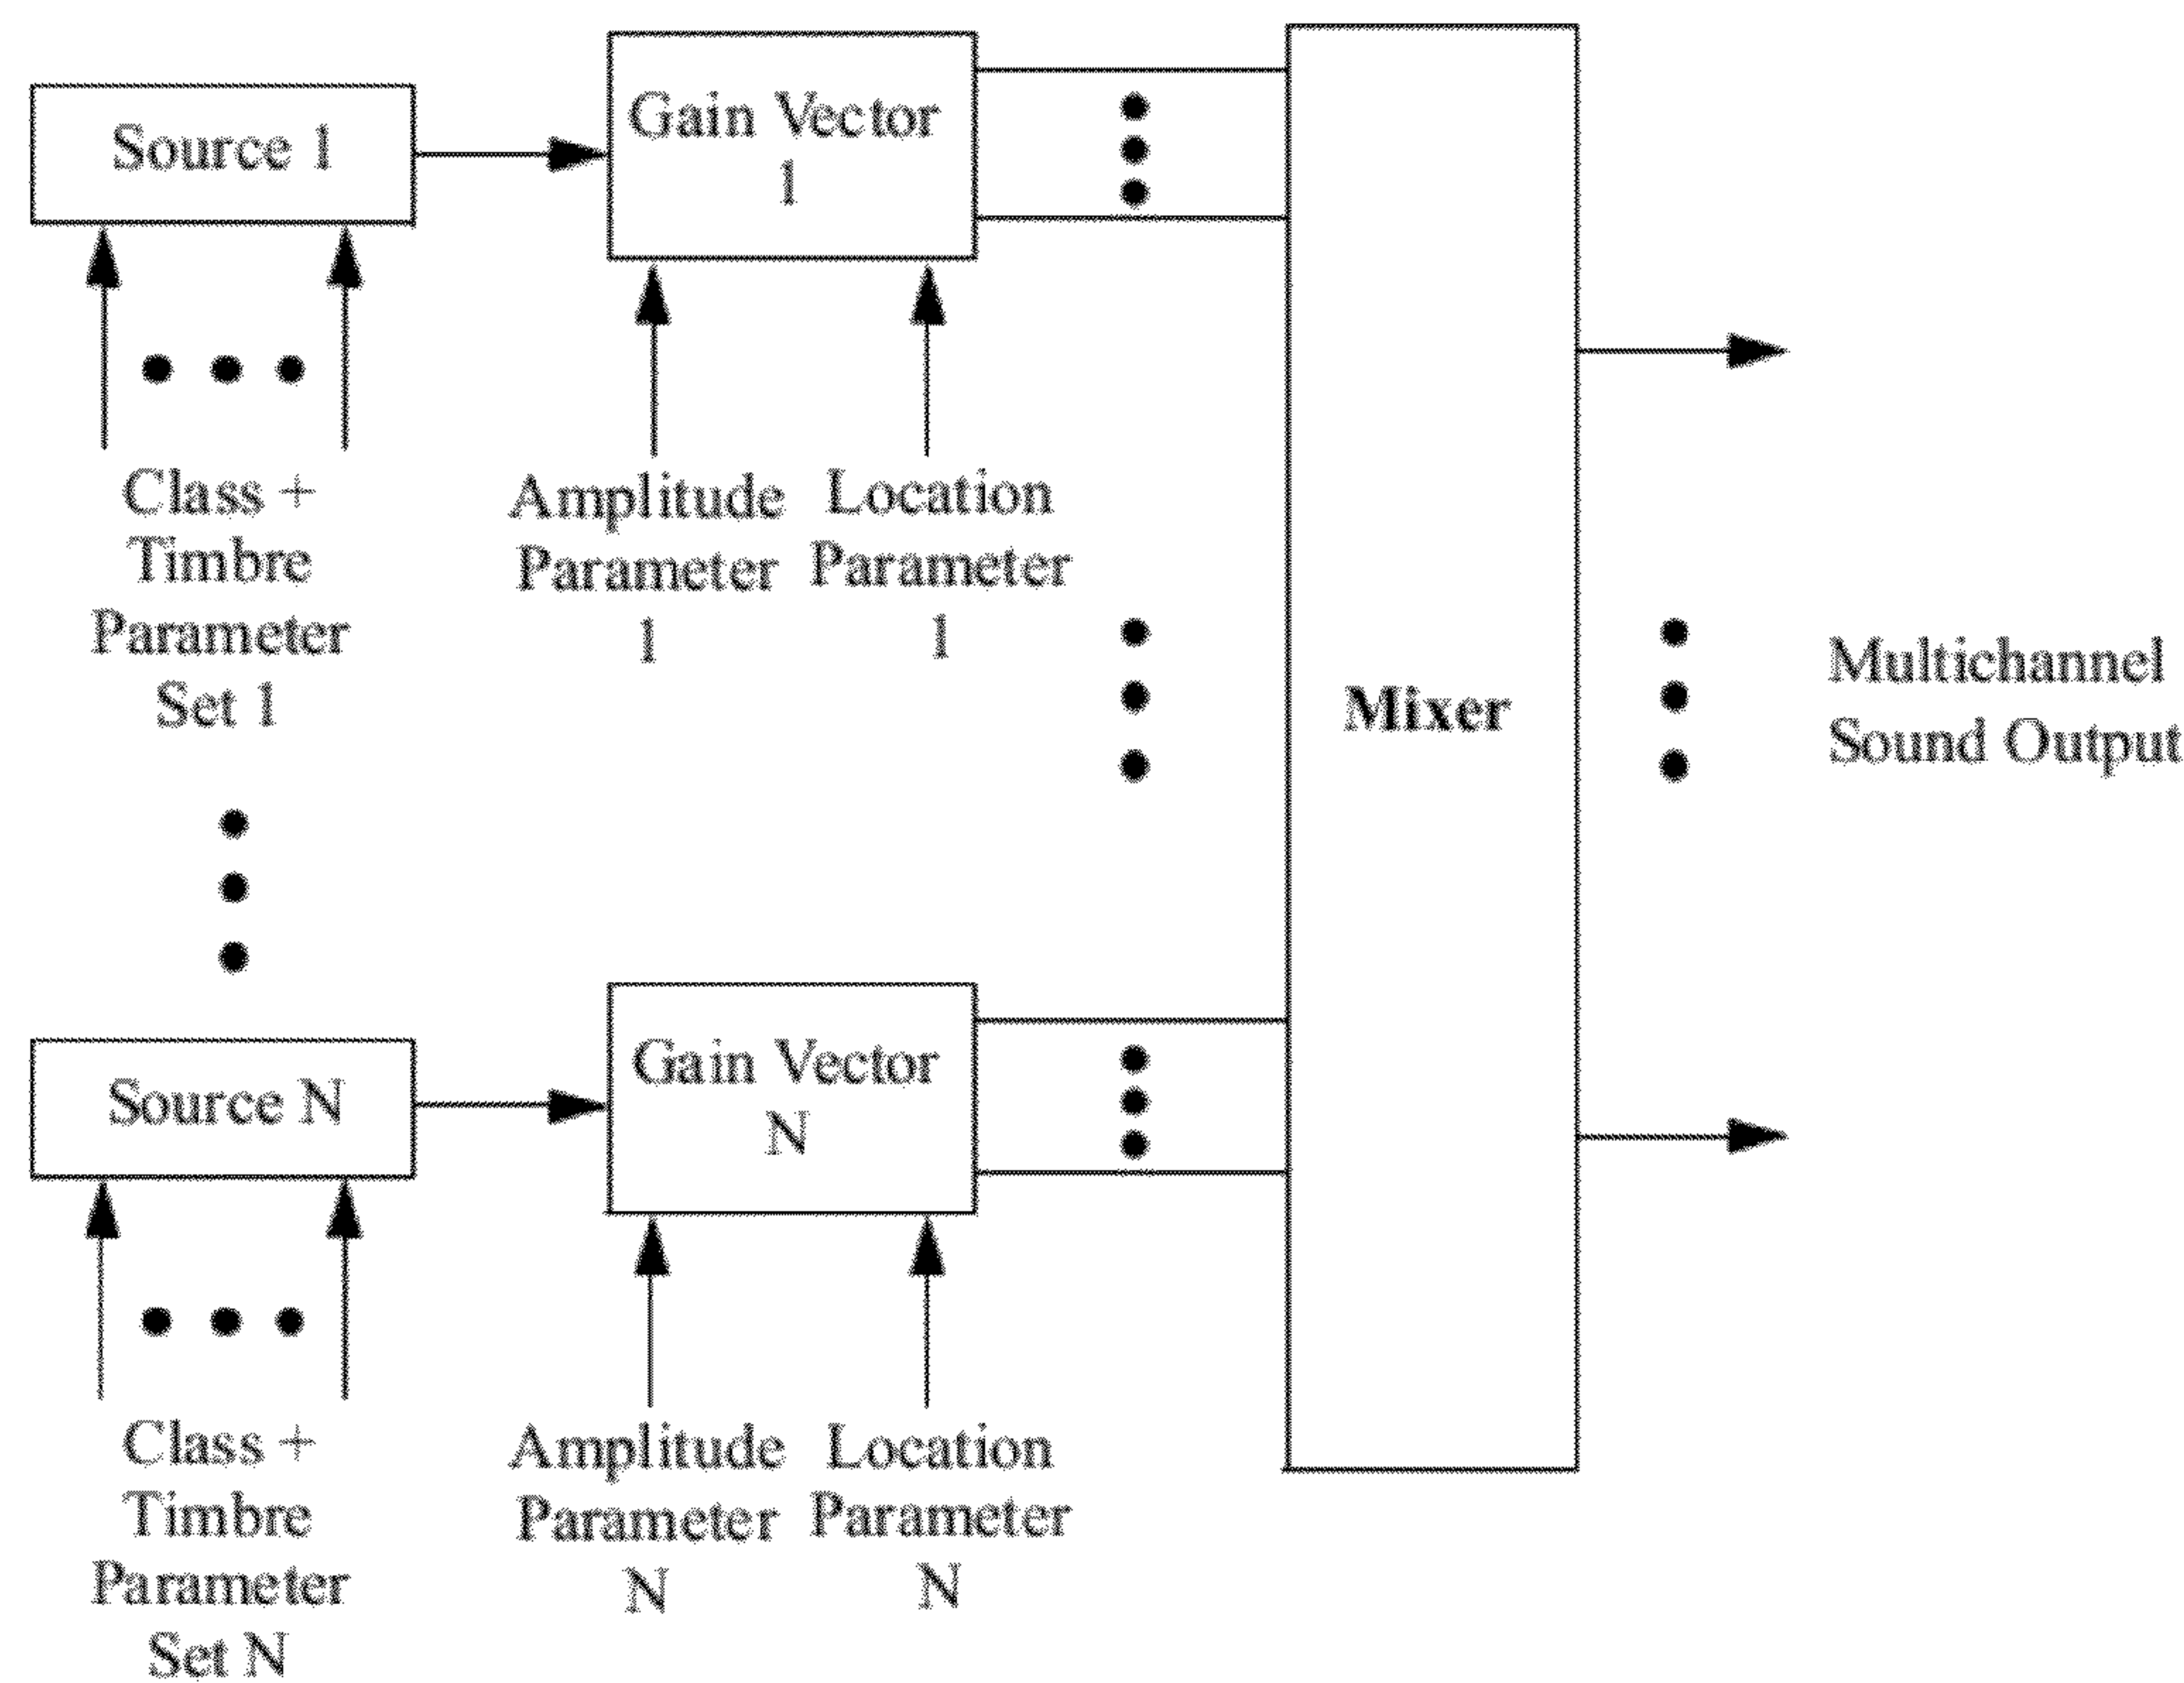 Source 1
Gain Vector
1
Class +
Timbre
Parameter
Set 1
Amplitude
Parameter
1
Location
Parameter
1
Mixer
Multichannel
Sound Output
Source N
Gain Vector
N
Class +
Timbre
Parameter
Set N
Amplitude
Parameter
N
Location
Parameter
N